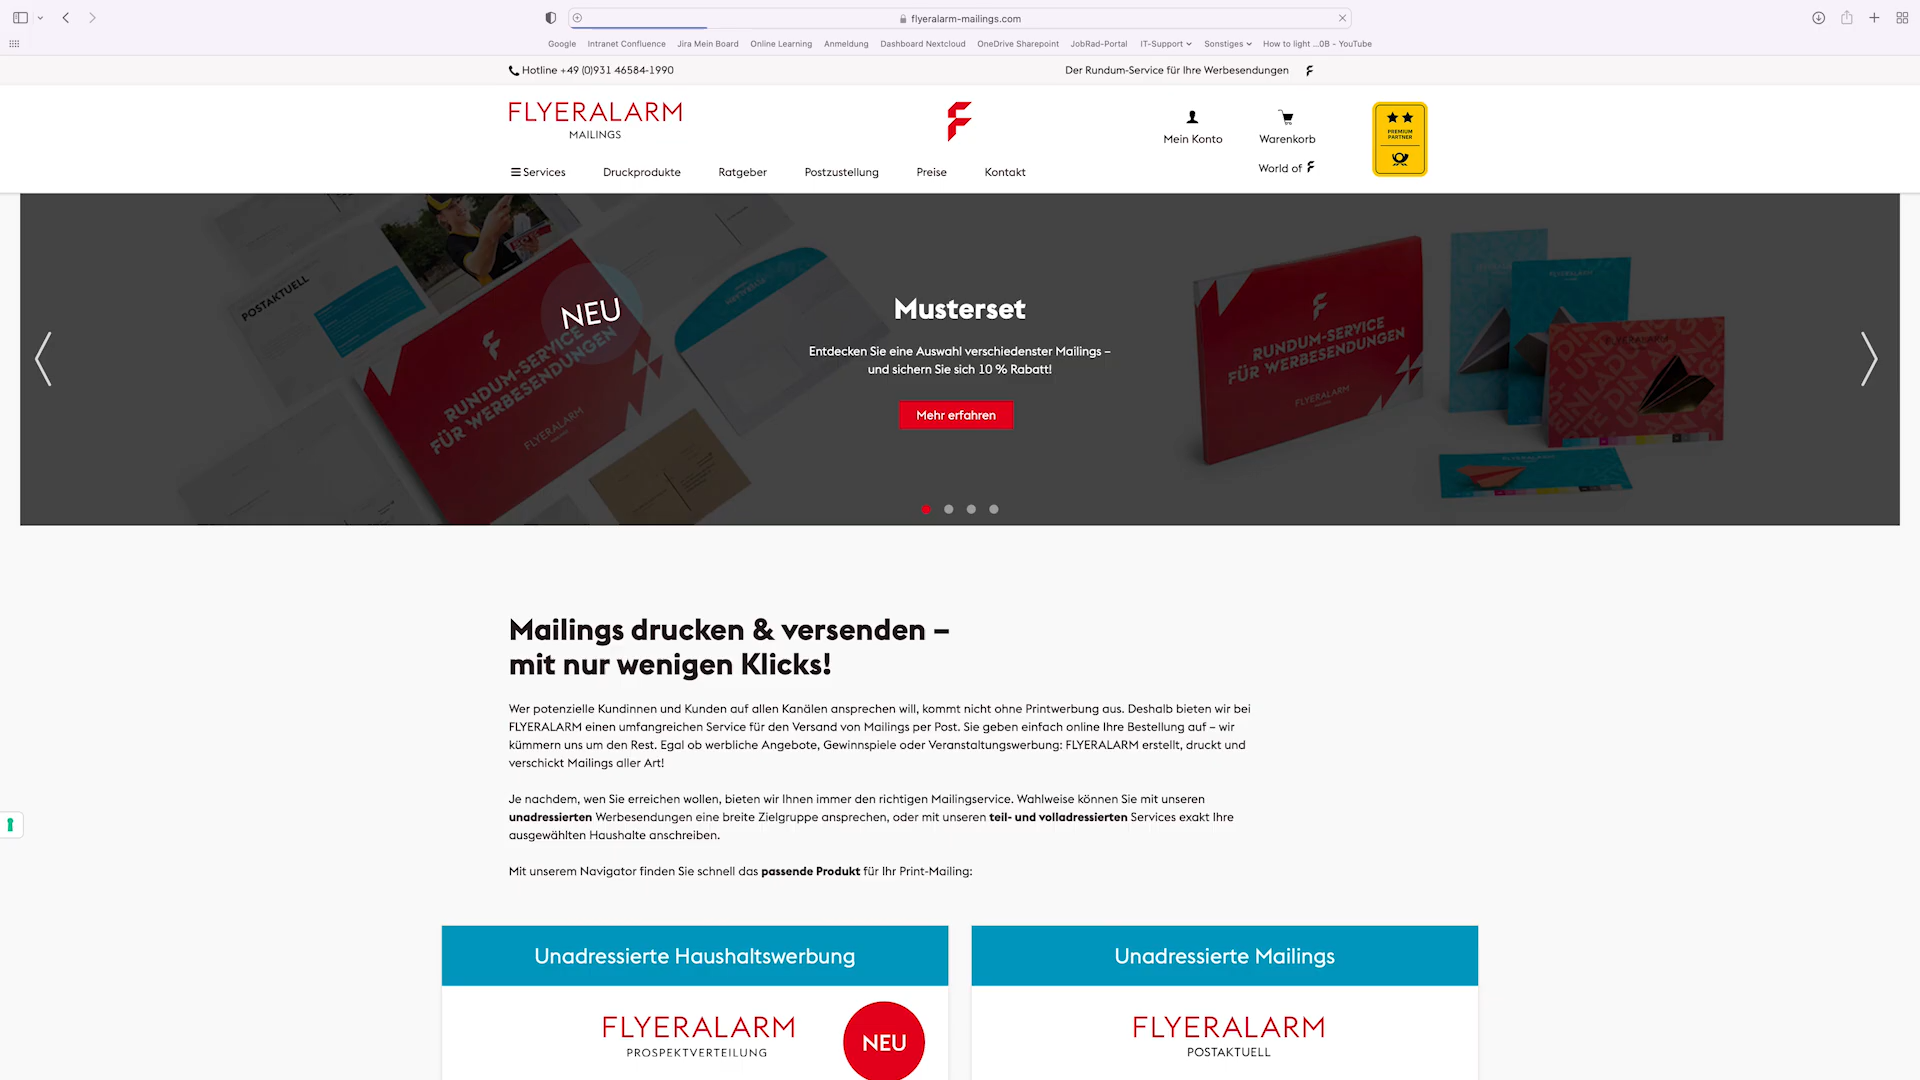 flyeralarm-mailings.com
Google Intranet Confluence Jira Mein Board Online Learning Anmeldung Dashboard Nextcloud OneDrive Sharepoint JobRad-Portal IT-Support Sonstiges How to light ...0B - YouTube
Hotline +49 (0)931 46584-1990
Der Rundum-Service für Ihre Werbesendungen
FLYERALARM
MAILINGS
Mein Konto
Warenkorb
PREMIUM
PARTNER
World of
Services Druckprodukte Ratgeber Postzustellung Preise Kontakt
POSTAKTUELL
NEU
RUNDUM-SERVICE
FÜR WERBESENDUNGEN
FLYERALARM
Musterset
Entdecken Sie eine Auswahl verschiedenster Mailings –
und sichern Sie sich 10 % Rabatt!
Mehr erfahren
RUNDUM-SERVICE
FÜR WERBESENDUNGEN
FLYERALARM
Mailings drucken & versenden –
mit nur wenigen Klicks!
Wer potenzielle Kundinnen und Kunden auf allen Kanälen ansprechen will, kommt nicht ohne Printwerbung aus. Deshalb bieten wir bei
FLYERALARM einen umfangreichen Service für den Versand von Mailings per Post. Sie geben einfach online Ihre Bestellung auf – wir
kümmern uns um den Rest. Egal ob werbliche Angebote, Gewinnspiele oder Veranstaltungswerbung: FLYERALARM erstellt, druckt und
verschickt Mailings aller Art!
Je nachdem, wen Sie erreichen wollen, bieten wir Ihnen immer den richtigen Mailingservice. Wahlweise können Sie mit unseren
unadressierten Werbesendungen eine breite Zielgruppe ansprechen, oder mit unseren teil- und volladressierten Services exakt Ihre
ausgewählten Haushalte anschreiben.
Mit unserem Navigator finden Sie schnell das passende Produkt für Ihr Print-Mailing:
Unadressierte Haushaltswerbung
FLYERALARM
PROSPEKTVERTEILUNG
NEU
Unadressierte Mailings
FLYERALARM
POSTAKTUELL